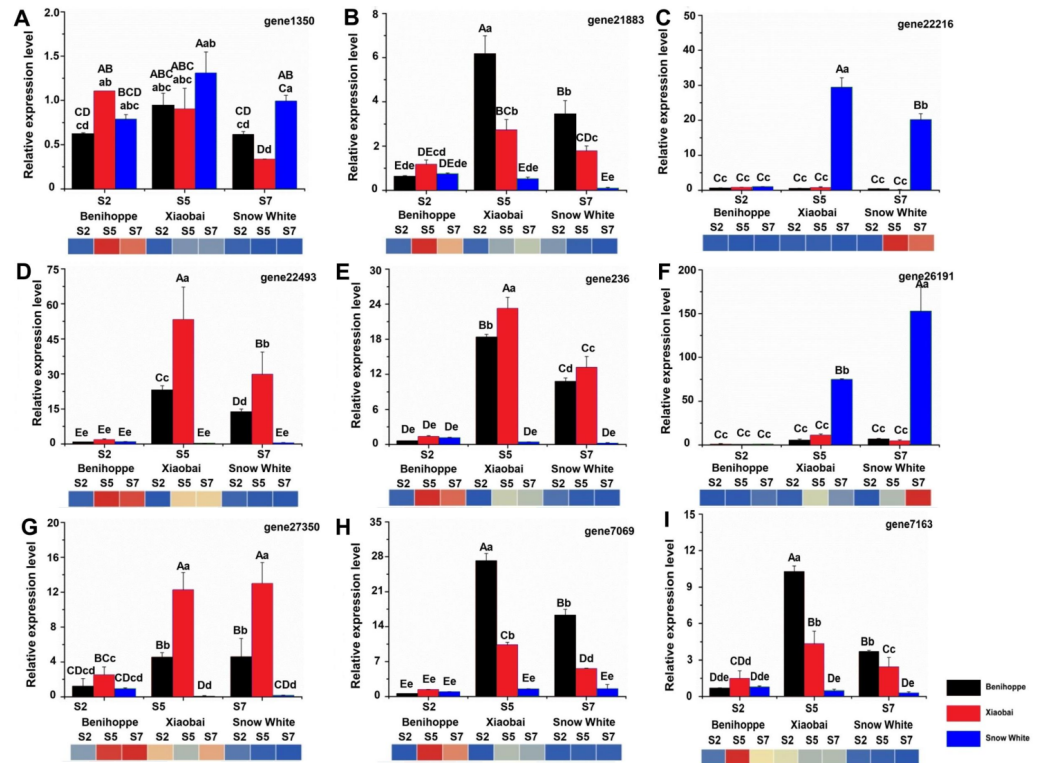 A
gene1350
Relative expression level
2.0
1.5
1.0
0.5
0
CD
cd
AB
ab
BCD
abc
ABC
abc
ABC
abc
Aab
CD
cd
Dd
AB
Ca
S2 S5 S7
Benihoppe Xiaobai Snow White
S2 S5 S7 S2 S5 S7 S2 S5 S7
B
gene21883
Relative expression level
8
6
4
2
0
Ede DEcd DEde Aa BCb Ede Bb CDc Ee
S2 S5 S7
Benihoppe Xiaobai Snow White
S2 S5 S7 S2 S5 S7 S2 S5 S7
C
gene22216
Relative expression level
50
40
30
20
10
0
Cc Cc Cc Cc Cc Aa Cc Cc Bb
S2 S5 S7
Benihoppe Xiaobai Snow White
S2 S5 S7 S2 S5 S7 S2 S5 S7
D
gene22493
Relative expression level
75
60
45
30
15
0
Ee Ee Ee Cc Aa Ee Dd Bb Ee
S2 S5 S7
Benihoppe Xiaobai Snow White
S2 S5 S7 S2 S5 S7 S2 S5 S7
E
gene236
Relative expression level
30
24
18
12
6
0
De De De Bb Aa De Cd Cc De
S2 S5 S7
Benihoppe Xiaobai Snow White
S2 S5 S7 S2 S5 S7 S2 S5 S7
F
gene26191
Relative expression level
200
150
100
75
0
Cc Cc Cc Cc Cc Bb Cc Cc Aa
S2 S5 S7
Benihoppe Xiaobai Snow White
S2 S5 S7 S2 S5 S7 S2 S5 S7
G
gene27350
Relative expression level
20
16
12
8
4
0
CDcd BCc CDcd Bb Aa Dd Bb Aa CDd
S2 S5 S7
Benihoppe Xiaobai Snow White
S2 S5 S7 S2 S5 S7 S2 S5 S7
H
gene7069
Relative expression level
35
28
21
14
7
0
Ee Ee Ee Aa Cb Ee Bb Dd Ee
S2 S5 S7
Benihoppe Xiaobai Snow White
S2 S5 S7 S2 S5 S7 S2 S5 S7
I
gene7163
Relative expression level
15
12
9
6
3
0
Dde CDd Dde Aa Bb De Bb Cc De
S2 S5 S7
Benihoppe Xiaobai Snow White
S2 S5 S7 S2 S5 S7 S2 S5 S7
Benihoppe
Xiaobai
Snow White